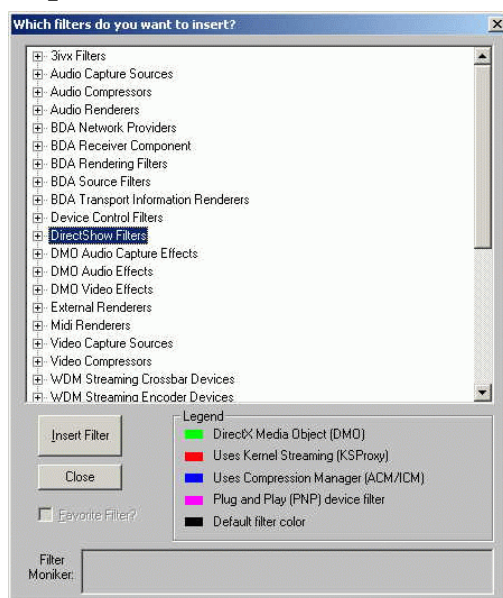 Which filters do you want to insert?
3ivx Filters
Audio Capture Sources
Audio Compressors
Audio Renderers
BDA Network Providers
BDA Receiver Component
BDA Rendering Filters
BDA Source Filters
BDA Transport Information Renderers
Device Control Filters
DirectShow Filters
DMO Audio Capture Effects
DMO Audio Effects
DMO Video Effects
External Renderers
Midi Renderers
Video Capture Sources
Video Compressors
WDM Streaming Crossbar Devices
WDM Streaming Encoder Devices
Insert Filter
Close
Favorite Filter?
Legend
DirectX Media Object (DMO)
Uses Kernel Streaming (KSProxy)
Uses Compression Manager (ACM/ICM)
Plug and Play (PNP) device filter
Default filter color
Filter
Moniker: